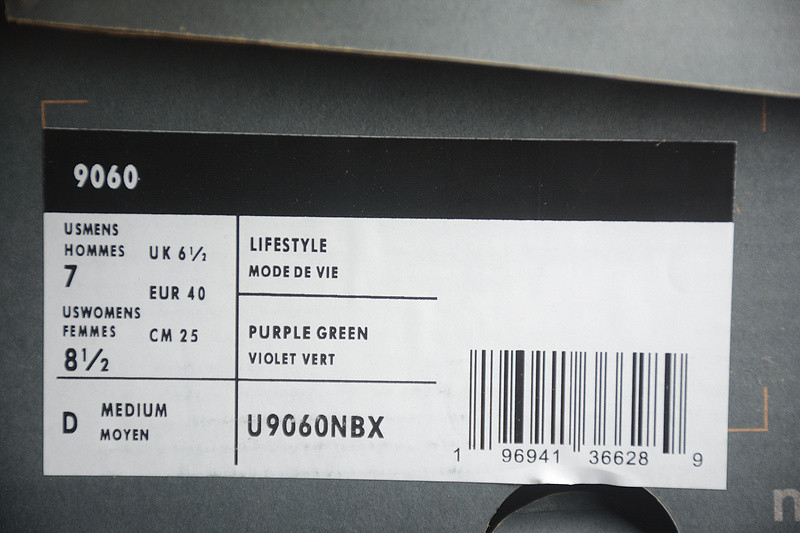 9060
USMENS
HOMMES
7
UK 6½
EUR 40
USWOMENS
FEMMES
8½
CM 25
LIFESTYLE
MODE DE VIE
PURPLE GREEN
VIOLET VERT
D
MEDIUM
MOYEN
U9060NBX
1 96941 36628 9
n